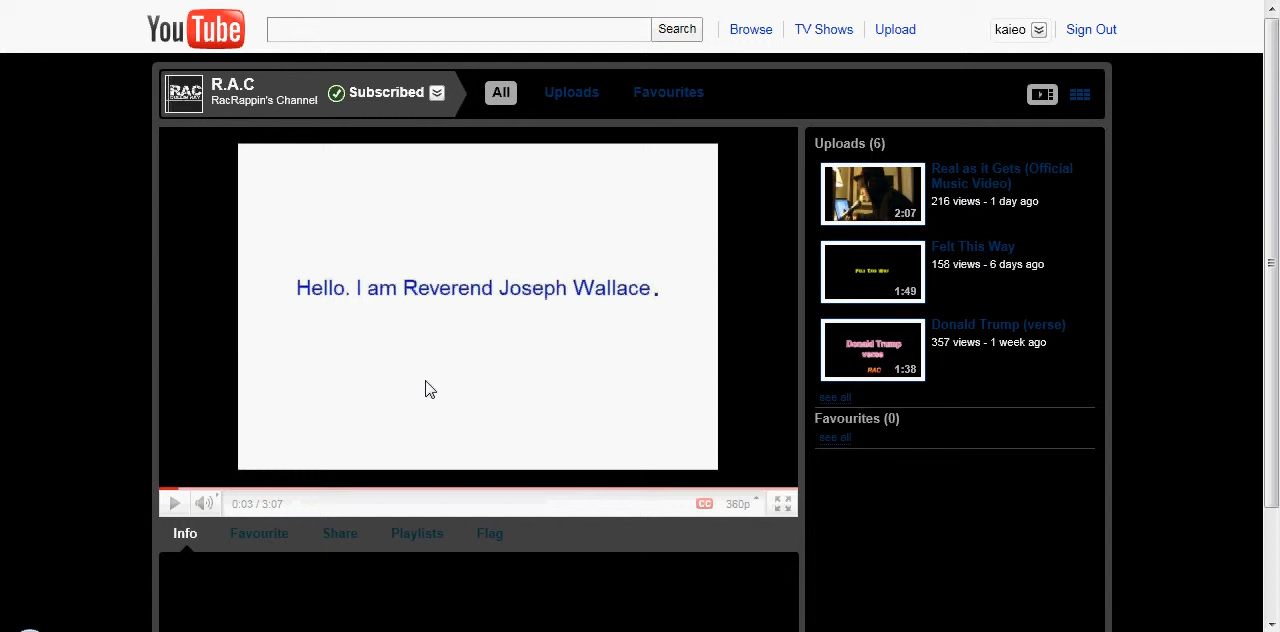 YouTube
Search
Browse
TV Shows
Upload
kaieo
Sign Out
RAC
R.A.C
RacRappin's Channel
Subscribed
All
Uploads
Favourites
Hello. I am Reverend Joseph Wallace.
0:03 / 3:07
CC
360p
Info
Favourite
Share
Playlists
Flag
Uploads (6)
2:07
Real as it Gets (Official
Music Video)
216 views - 1 day ago
Felt This Way
1:49
Felt This Way
158 views - 6 days ago
Donald Trump
verse
RAC
1:38
Donald Trump (verse)
357 views - 1 week ago
see all
Favourites (0)
see all